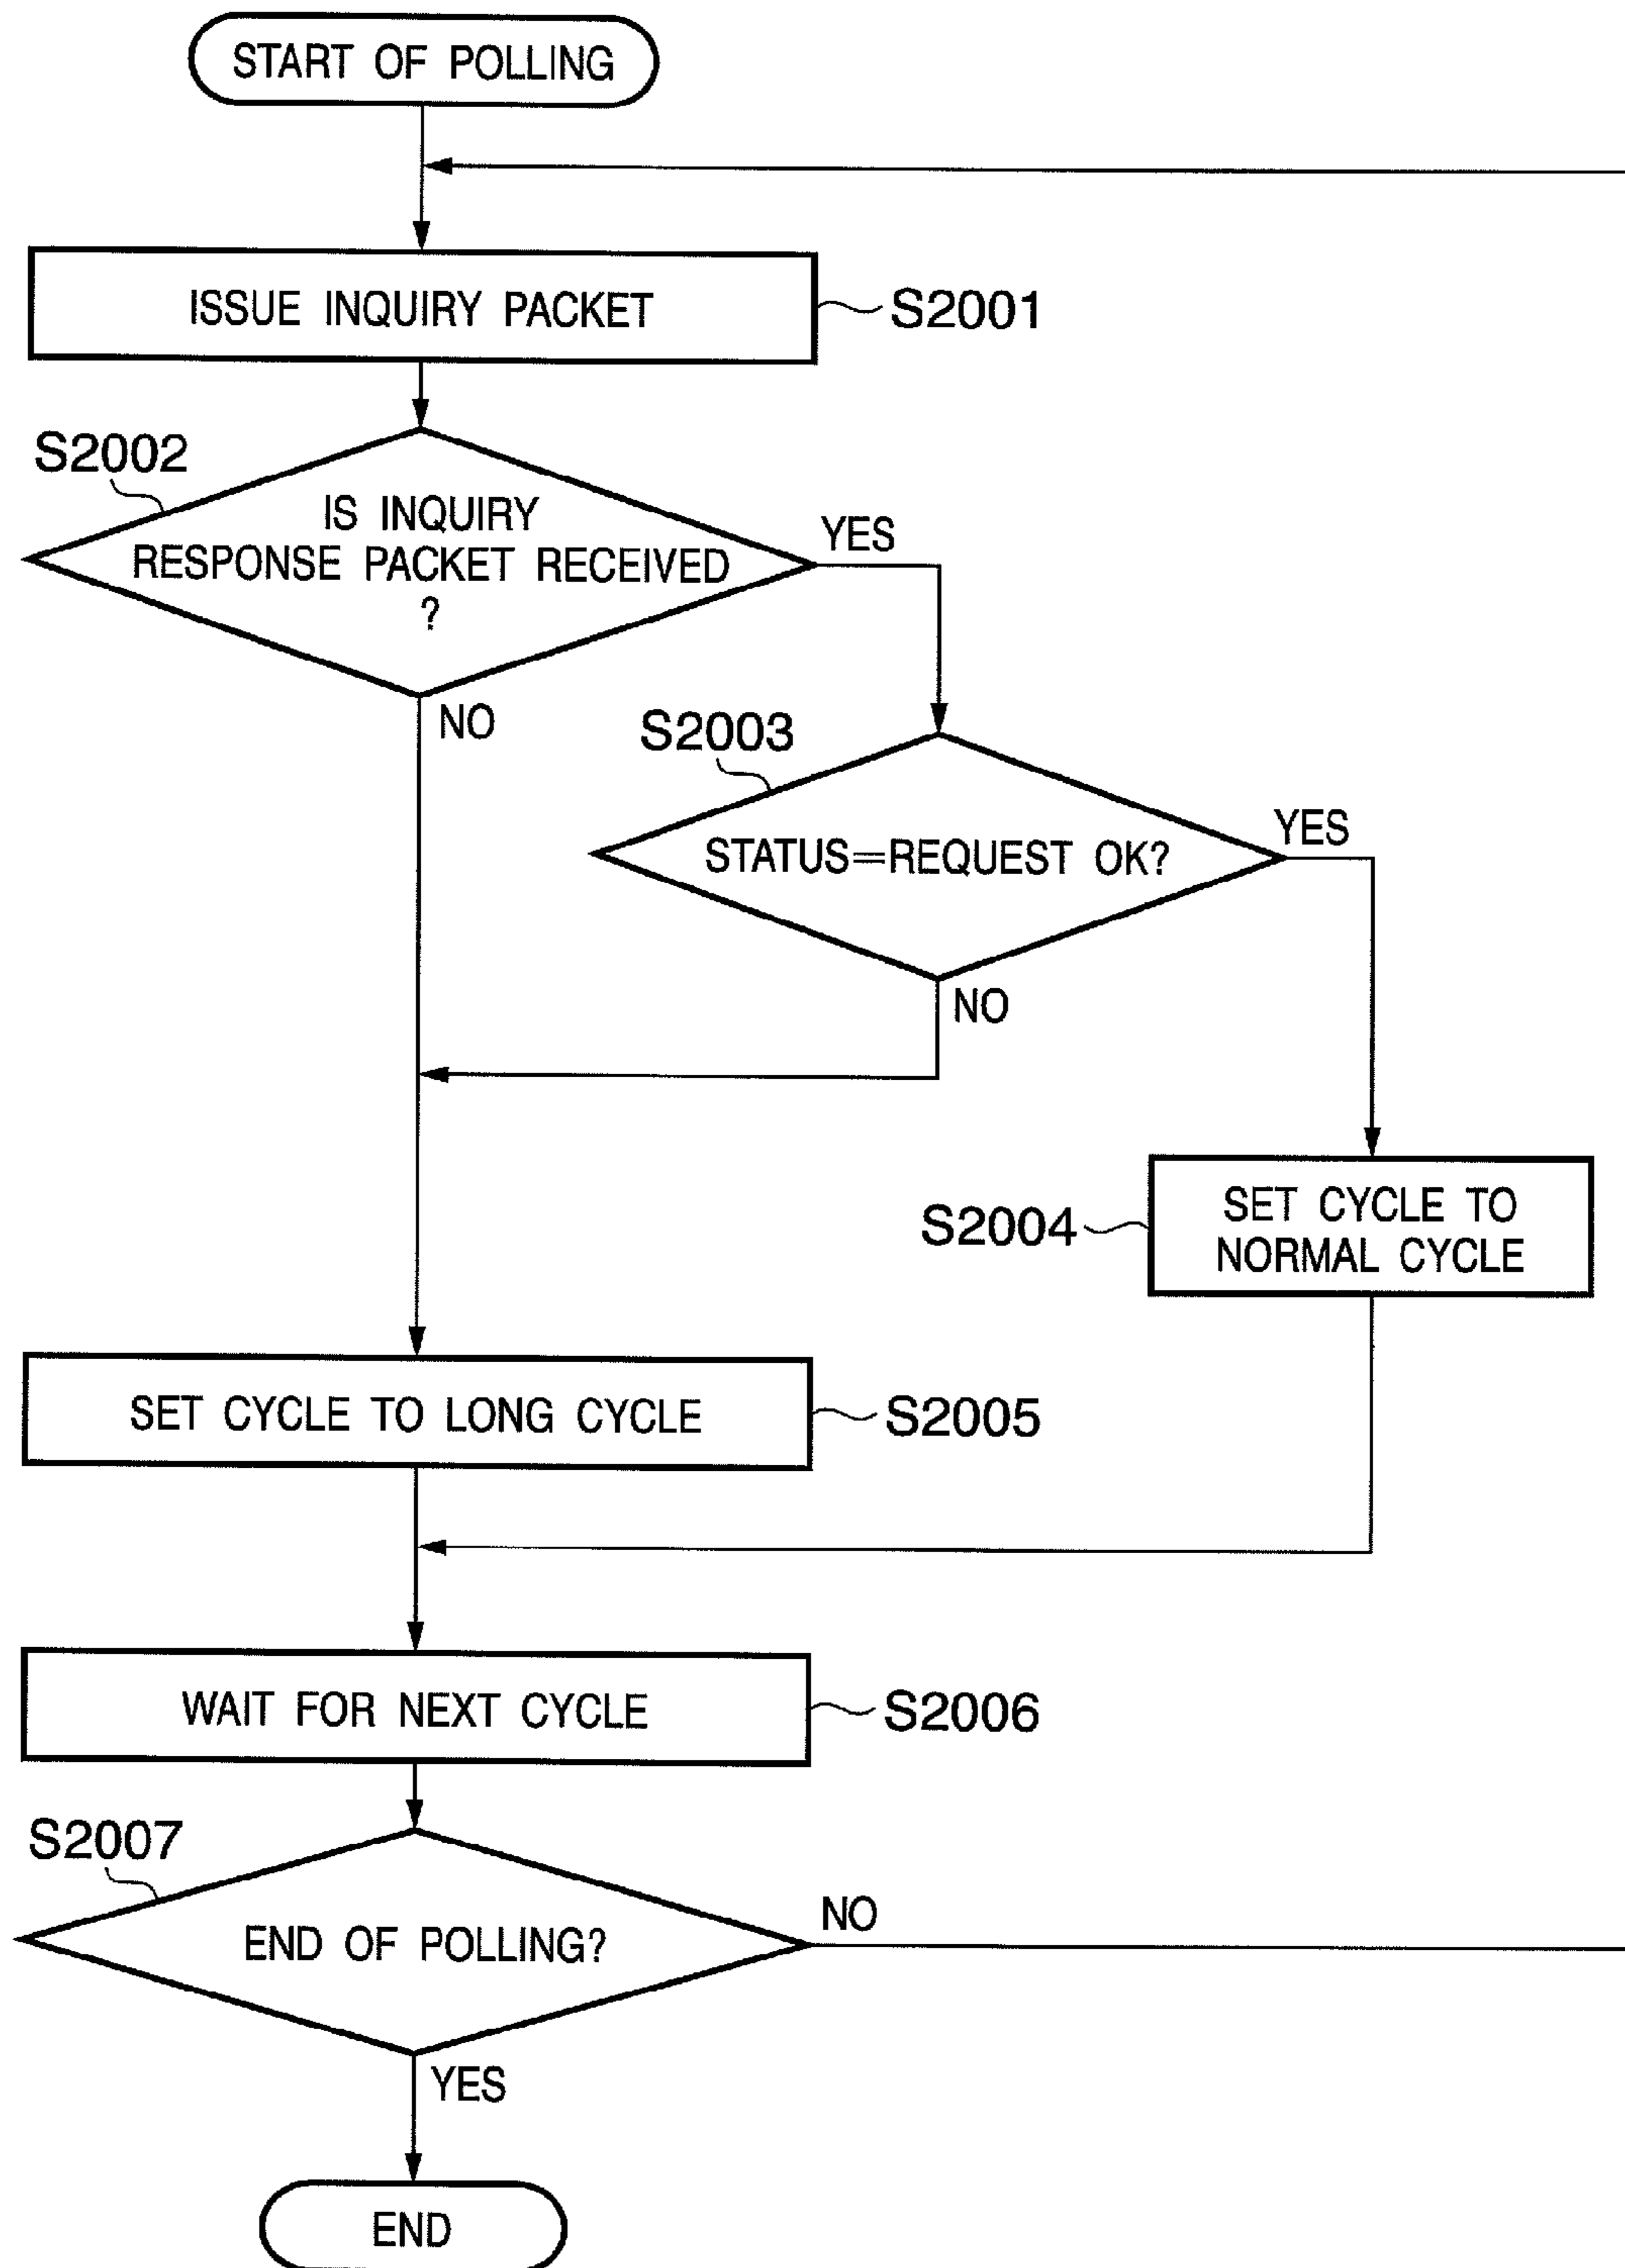 START OF POLLING
ISSUE INQUIRY PACKET
S2001
S2002
IS INQUIRY
RESPONSE PACKET RECEIVED
?
YES
NO
S2003
STATUS=REQUEST OK?
YES
NO
S2004
SET CYCLE TO
NORMAL CYCLE
SET CYCLE TO LONG CYCLE
S2005
WAIT FOR NEXT CYCLE
S2006
S2007
END OF POLLING?
NO
YES
END